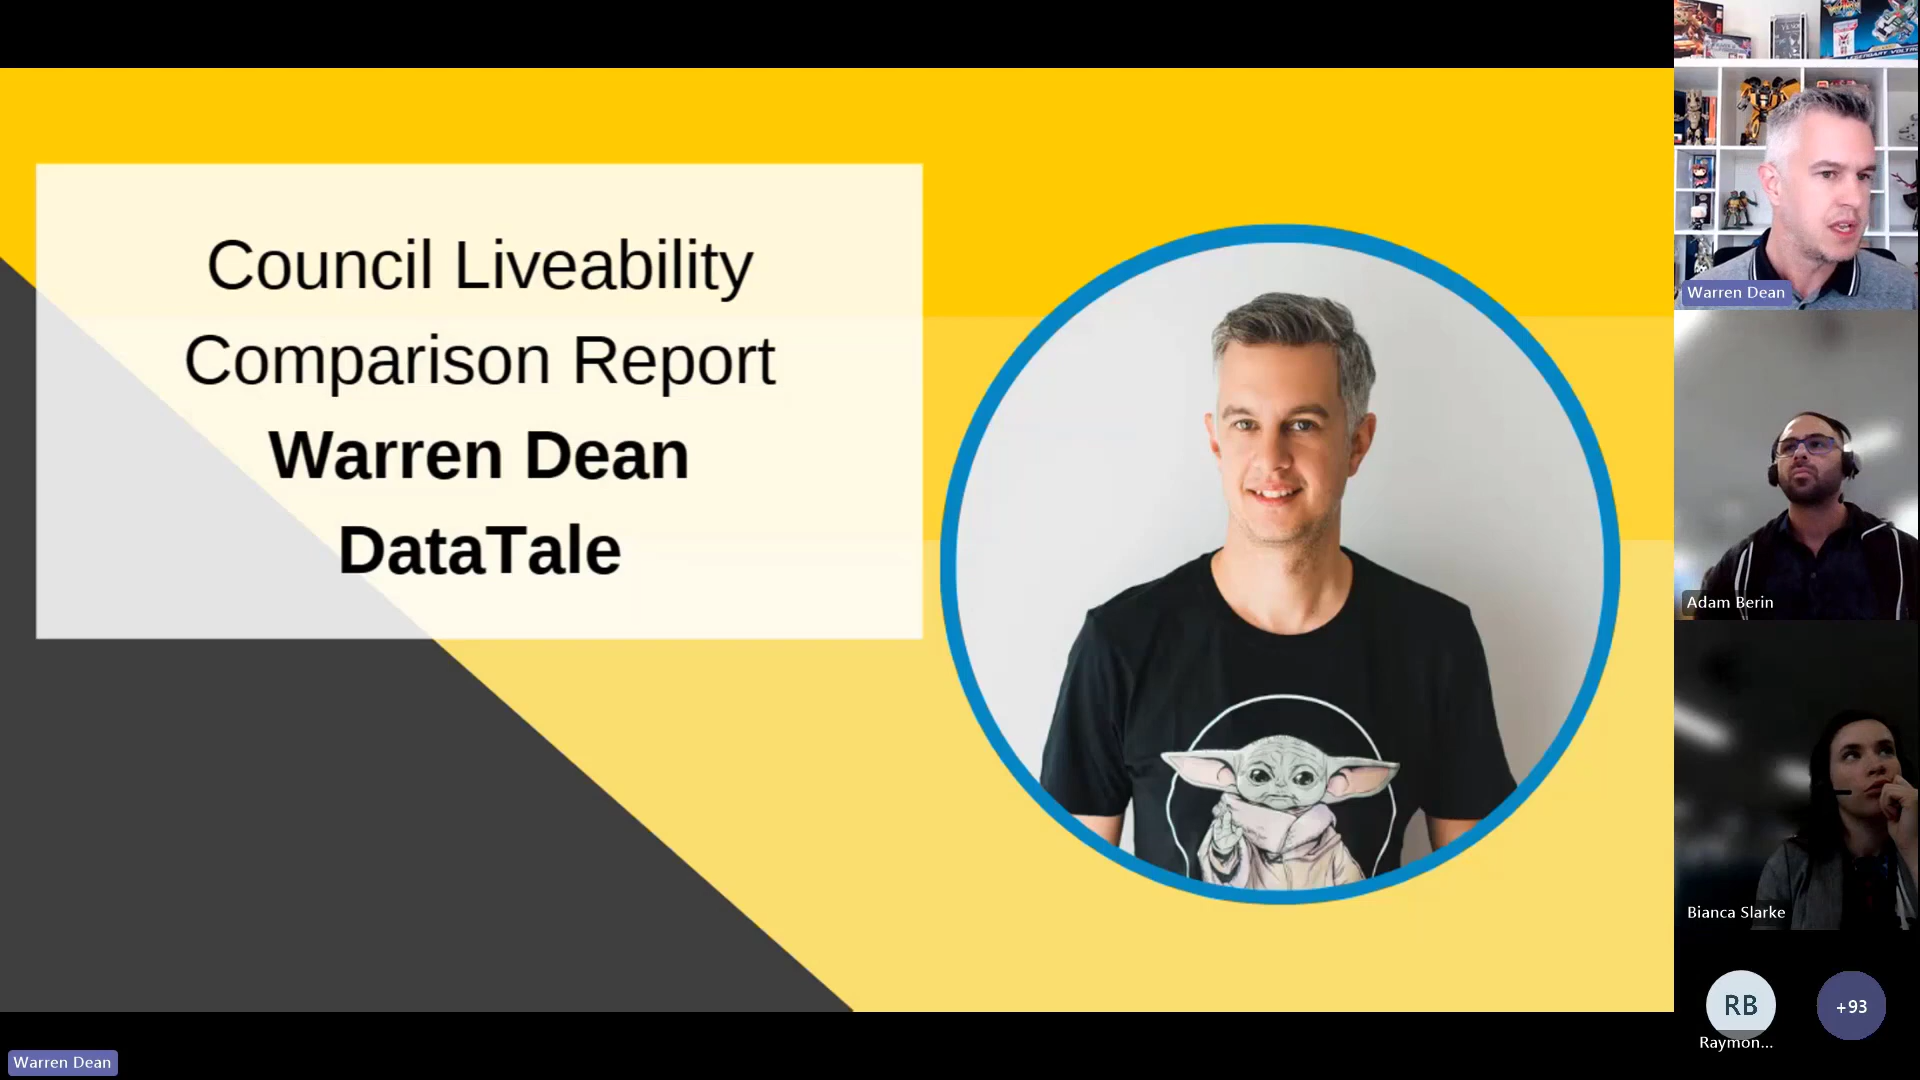 Council Liveability
Comparison Report
Warren Dean
DataTale
Warren Dean
Adam Berin
Bianca Slarke
RB
Raymon...
+93
Warren Dean